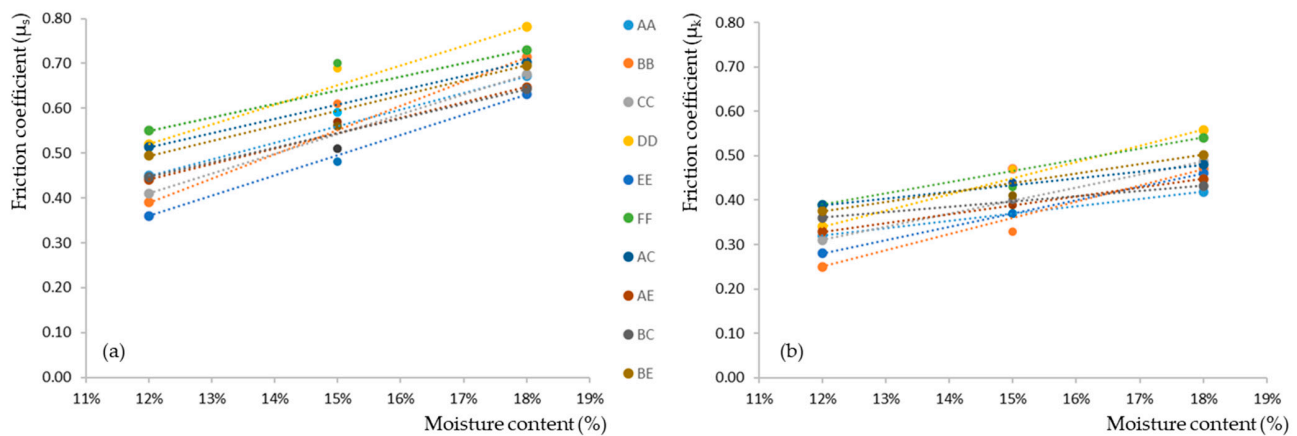 Friction coefficient (μs)
0.80
0.70
0.60
0.50
0.40
0.30
0.20
0.10
0.00
11% 12% 13% 14% 15% 16% 17% 18% 19%
Moisture content (%)
(a)
AA
BB
CC
DD
EE
FF
AC
AE
BC
BE
Friction coefficient (μk)
0.80
0.70
0.60
0.50
0.40
0.30
0.20
0.10
0.00
11% 12% 13% 14% 15% 16% 17% 18% 19%
Moisture content (%)
(b)